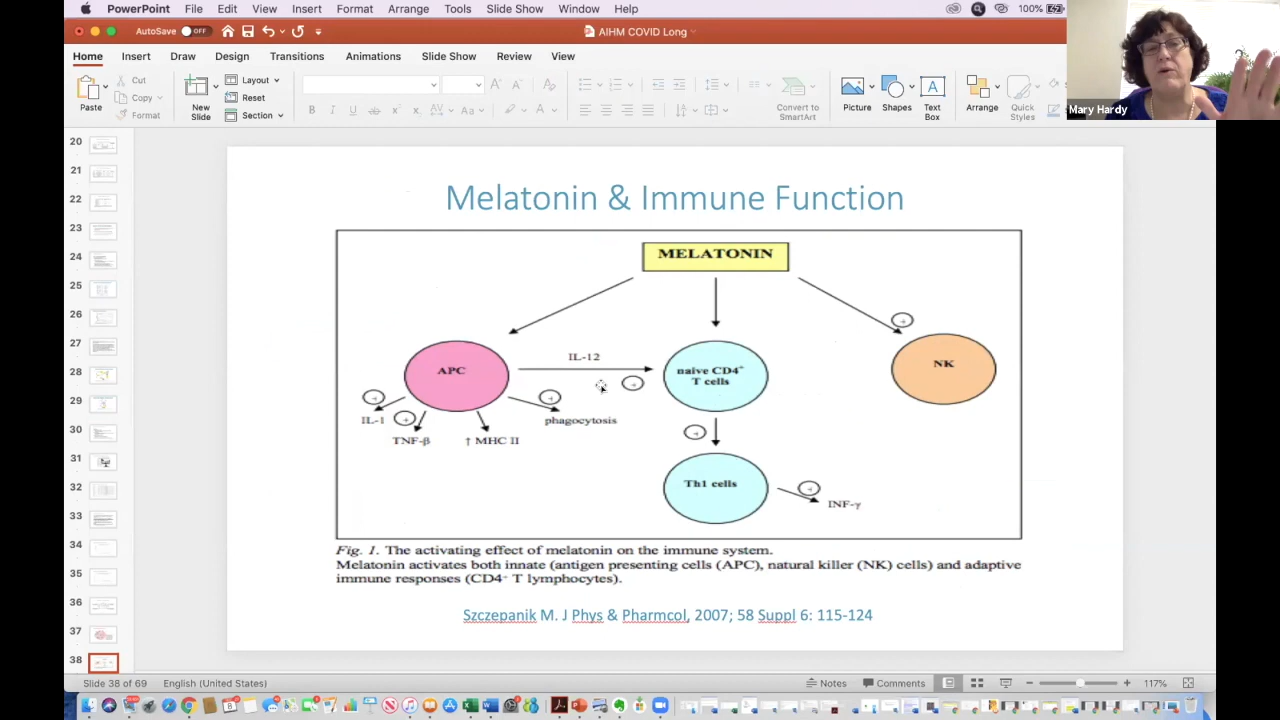 PowerPoint File Edit View Insert Format Arrange Tools Slide Show Window Help 100%
AutoSave OFF AIHM COVID Long
Home Insert Draw Design Transitions Animations Slide Show Review View
Paste Cut Copy Format New Slide Layout Reset Section Convert to SmartArt Picture Shapes Text Box Arrange Quick Styles
Mary Hardy
20
21
22
23
24
25
26
27
28
29
30
31
32
33
34
35
36
37
38
Melatonin & Immune Function
MELATONIN
IL-12
APC
naive CD4+
T cells
NK
IL-1
TNF-β
↑ MHC II
phagocytosis
Th1 cells
INF-γ
Fig. 1. The activating effect of melatonin on the immune system.
Melatonin activates both innate (antigen presenting cells (APC), natural killer (NK) cells) and adaptive
immune responses (CD4+ T lymphocytes).
Szczepanik M. J Phys & Pharmcol, 2007; 58 Suppl 6: 115-124
Slide 38 of 69 English (United States) Notes Comments 117%